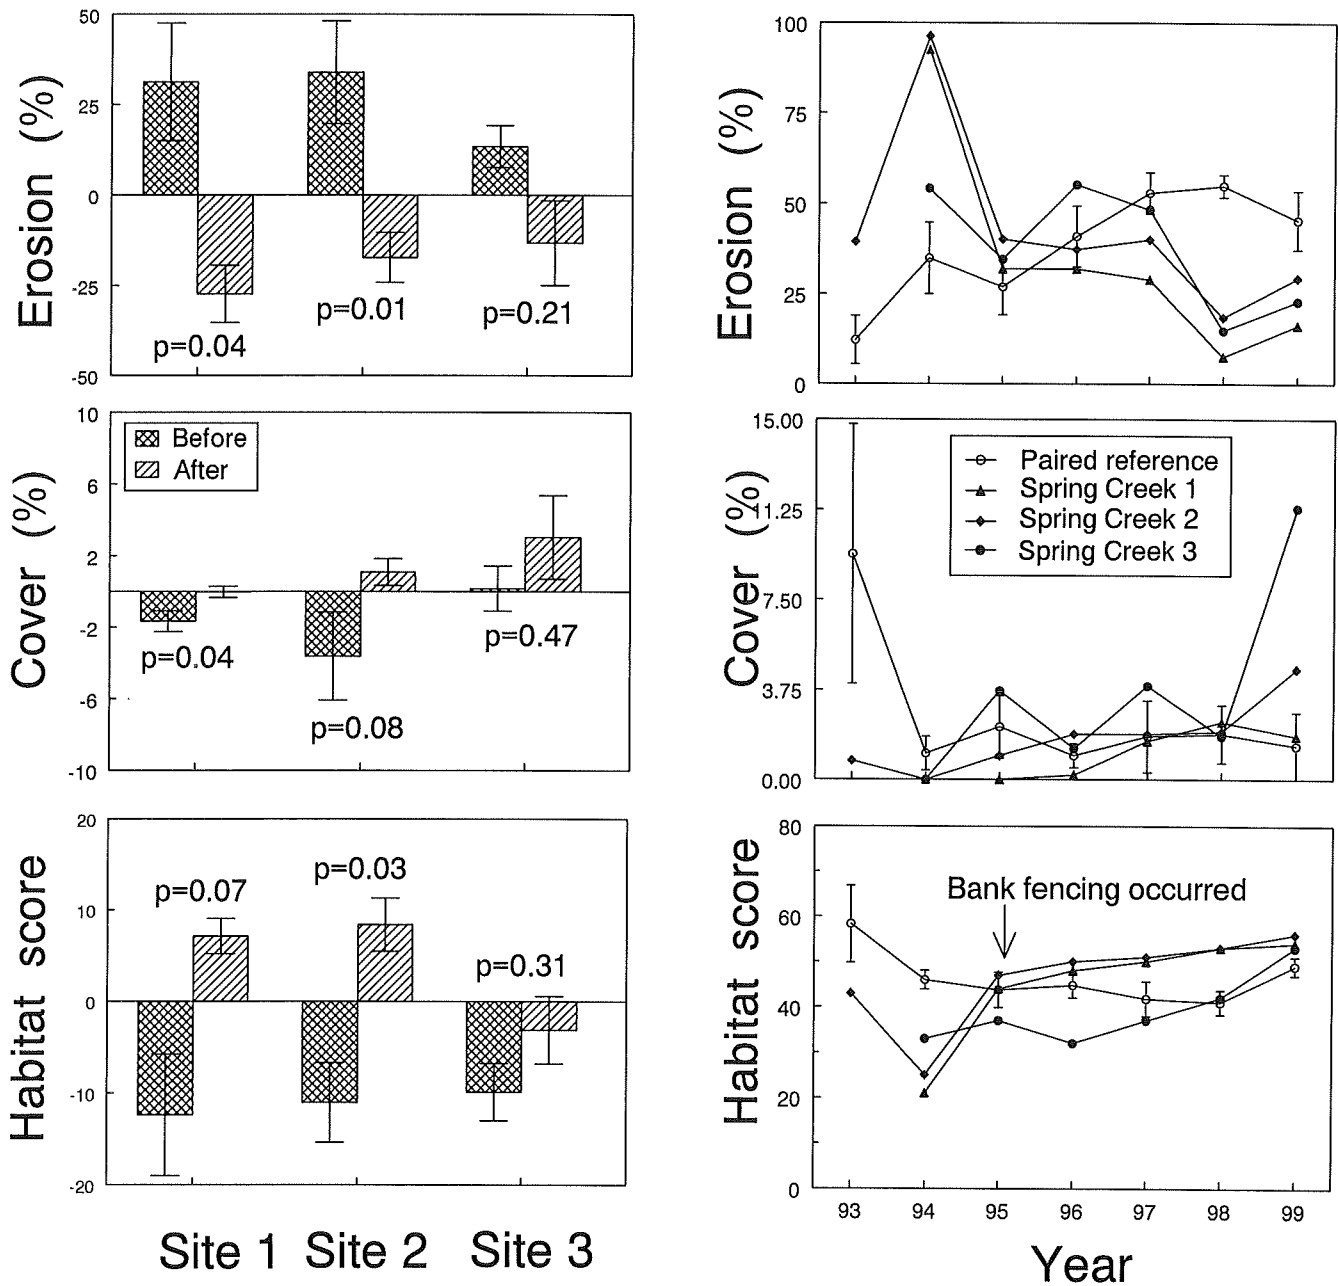 50
25
0
-25
-50
Erosion (%)
p=0.04
p=0.01
p=0.21
10
6
2
-2
-6
-10
Cover (%)
Before
After
p=0.04
p=0.08
p=0.47
20
10
0
-10
-20
Habitat score
p=0.07
p=0.03
p=0.31
Site 1 Site 2 Site 3
100
75
50
25
0
Erosion (%)
15.00
11.25
7.50
3.75
0.00
Cover (%)
Paired reference
Spring Creek 1
Spring Creek 2
Spring Creek 3
80
60
40
20
0
Habitat score
Bank fencing occurred
93 94 95 96 97 98 99
Year